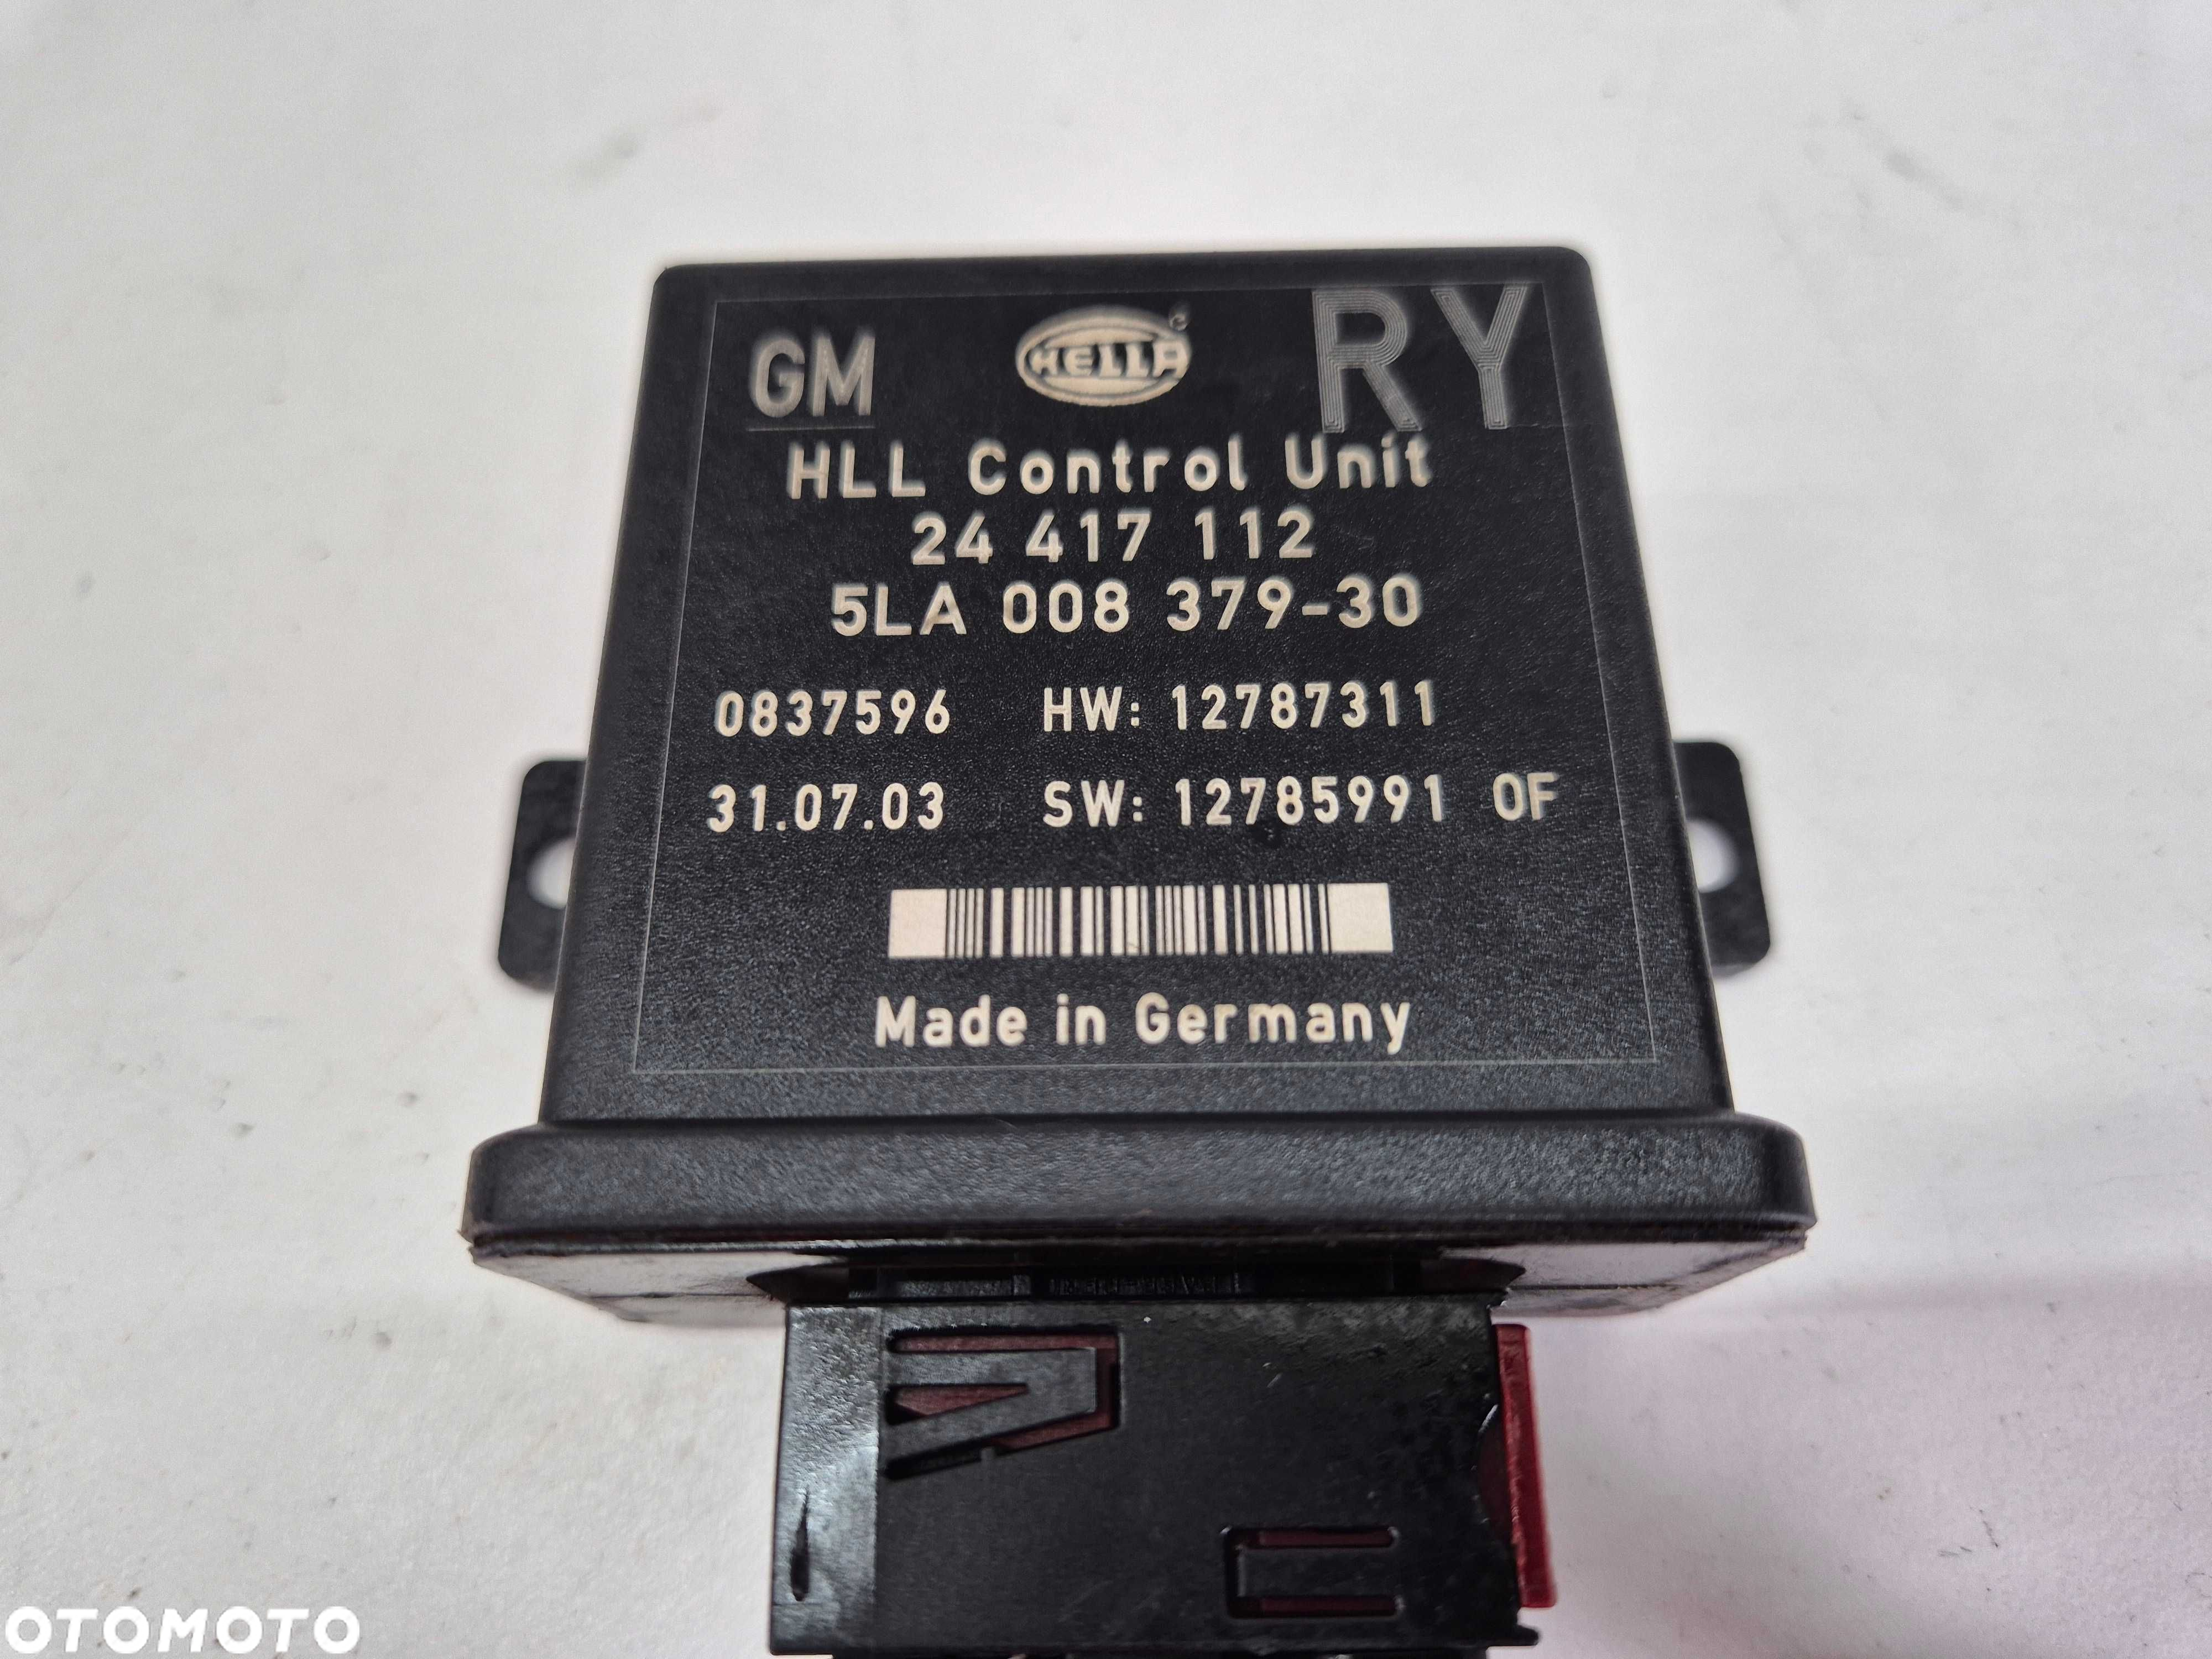 GM HELLA RY
HLL Control Unit
24 417 112
5LA 008 379-30
0837596 HW: 12787311
31.07.03 SW: 12785991 0F
Made in Germany
OTOMOTO